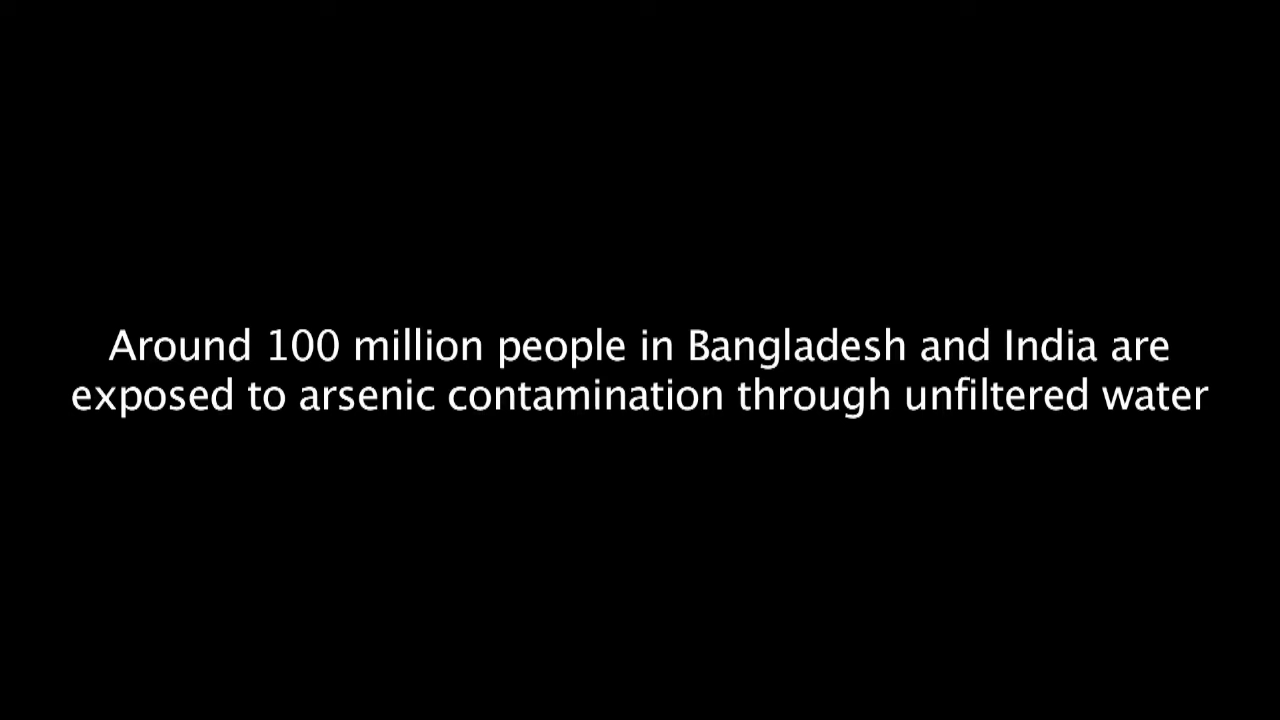 Around 100 million people in Bangladesh and India are
exposed to arsenic contamination through unfiltered water